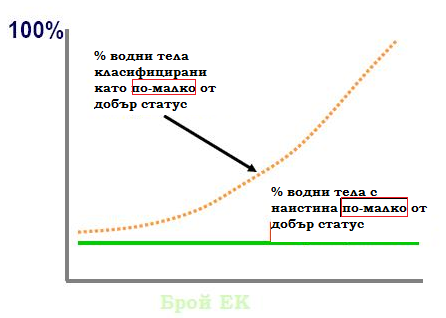 100%
% водни тела
класифицирани
като по-малко от
добър статус
% водни тела с
наистина по-малко от
добър статус
Брой ЕК